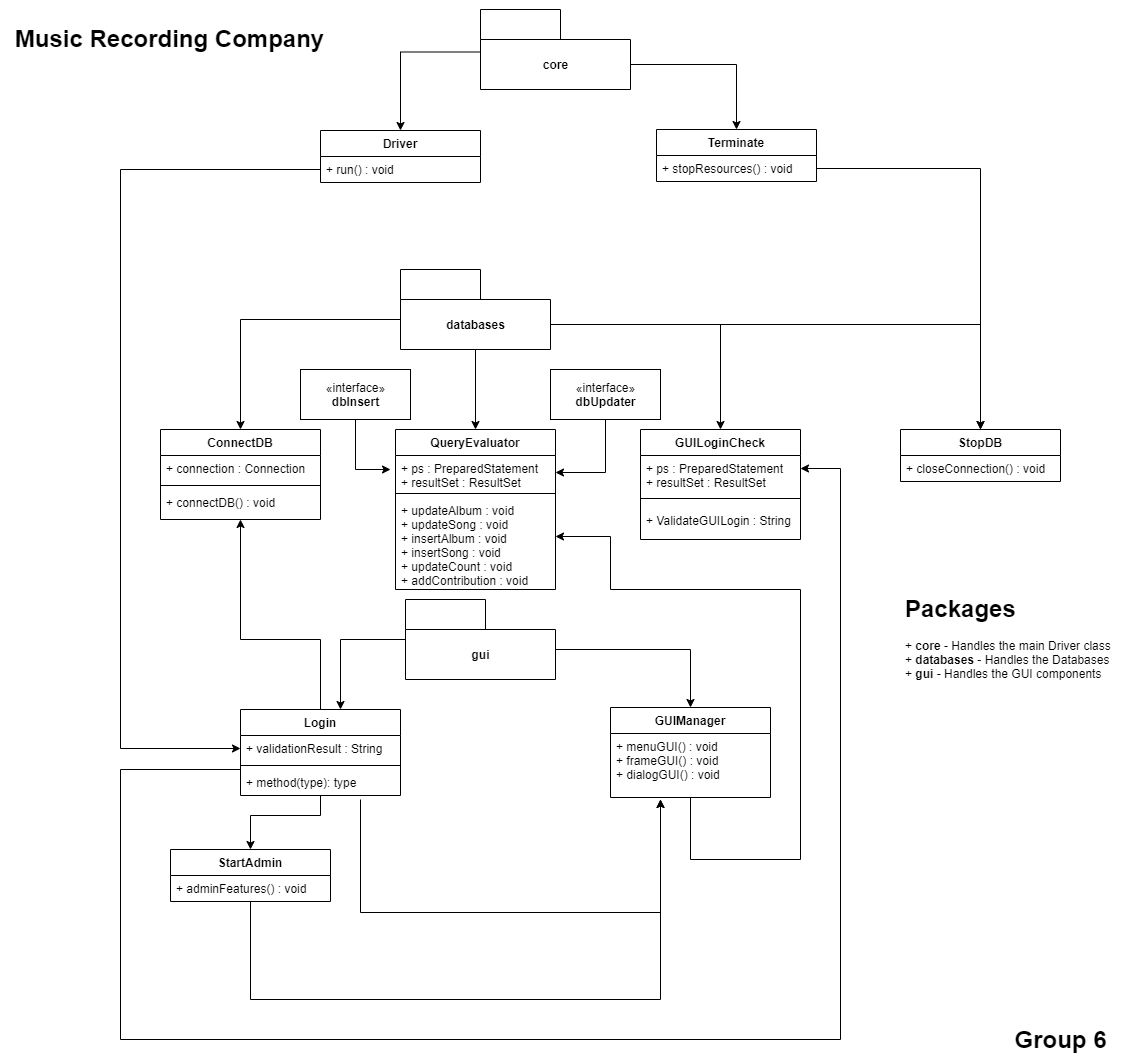 Music Recording Company
core
Driver
+ run() : void
Terminate
+ stopResources() : void
databases
«interface»
dbInsert
«interface»
dbUpdater
ConnectDB
+ connection : Connection
+ connectDB() : void
QueryEvaluator
+ ps : PreparedStatement
+ resultSet : ResultSet
+ updateAlbum : void
+ updateSong : void
+ insertAlbum : void
+ insertSong : void
+ updateCount : void
+ addContribution : void
GUILoginCheck
+ ps : PreparedStatement
+ resultSet : ResultSet
+ ValidateGUILogin : String
StopDB
+ closeConnection() : void
Packages
+ core - Handles the main Driver class
+ databases - Handles the Databases
+ gui - Handles the GUI components
gui
Login
+ validationResult : String
+ method(type): type
GUIManager
+ menuGUI() : void
+ frameGUI() : void
+ dialogGUI() : void
StartAdmin
+ adminFeatures() : void
Group 6